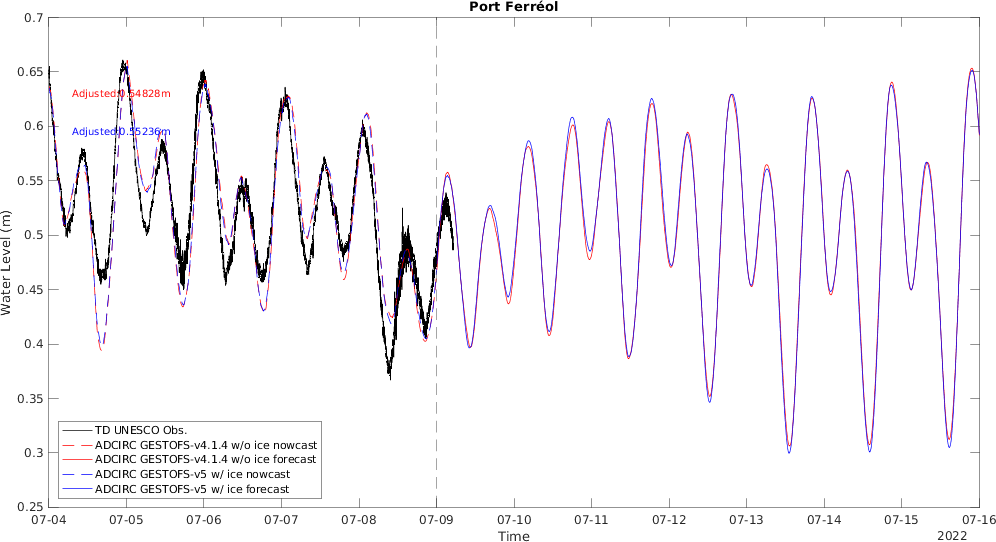 Port Ferréol
0.7
0.65
0.6
0.55
0.5
0.45
0.4
0.35
0.3
0.25
Water Level (m)
Adjusted:0.54828m
Adjusted:0.55236m
TD UNESCO Obs.
ADCIRC GESTOFS-v4.1.4 w/o ice nowcast
ADCIRC GESTOFS-v4.1.4 w/o ice forecast
ADCIRC GESTOFS-v5 w/ ice nowcast
ADCIRC GESTOFS-v5 w/ ice forecast
07-04 07-05 07-06 07-07 07-08 07-09 07-10 07-11 07-12 07-13 07-14 07-15 07-16
Time
2022